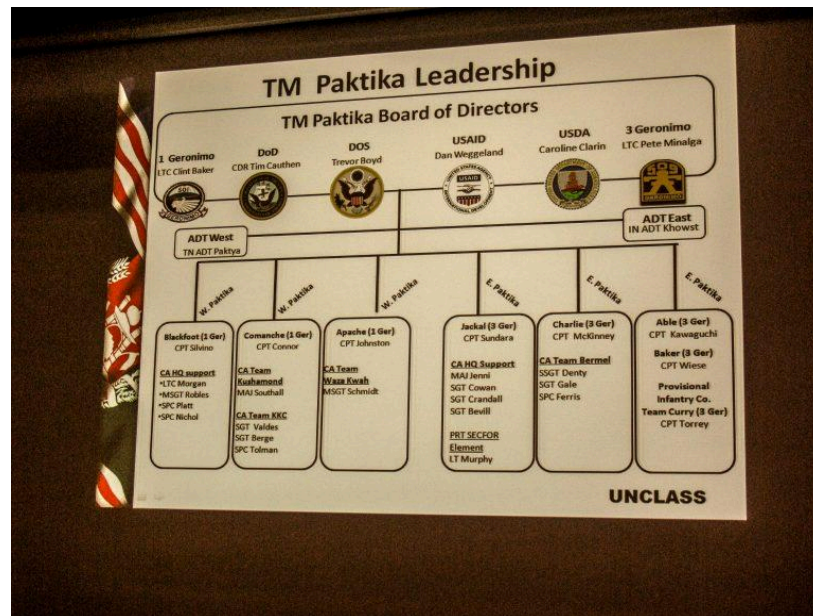 TM Paktika Leadership
TM Paktika Board of Directors
1 Geronimo
LTC Clint Baker
DoD
CDR Tim Cauthen
DOS
Trevor Boyd
USAID
Dan Weggeland
USDA
Caroline Clarin
3 Geronimo
LTC Pete Minalga
501
GERONIMO
USAID
509
GERONIMO
ADT West
TN ADT Paktya
ADT East
IN ADT Khowst
W. Paktika
W. Paktika
W. Paktika
E. Paktika
E. Paktika
E. Paktika
Blackfoot (1 Ger)
CPT Silvino
CA HQ support
•LTC Morgan
•MSGT Robles
•SPC Platt
•SPC Nichol
Comanche (1 Ger)
CPT Connor
CA Team
Kushamond
MAJ Southall
CA Team KKC
SGT Valdes
SGT Berge
SPC Tolman
Apache (1 Ger)
CPT Johnston
CA Team
Waza Kwah
MSGT Schmidt
Jackal (3 Ger)
CPT Sundara
CA HQ Support
MAJ Jenni
SGT Cowan
SGT Crandall
SGT Bevill
PRT SECFOR
Element
LT Murphy
Charlie (3 Ger)
CPT McKinney
CA Team Bermel
SSGT Denty
SGT Gale
SPC Ferris
Able (3 Ger)
CPT Kawaguchi
Baker (3 Ger)
CPT Wiese
Provisional
Infantry Co.
Team Curry (3 Ger)
CPT Torrey
UNCLASS